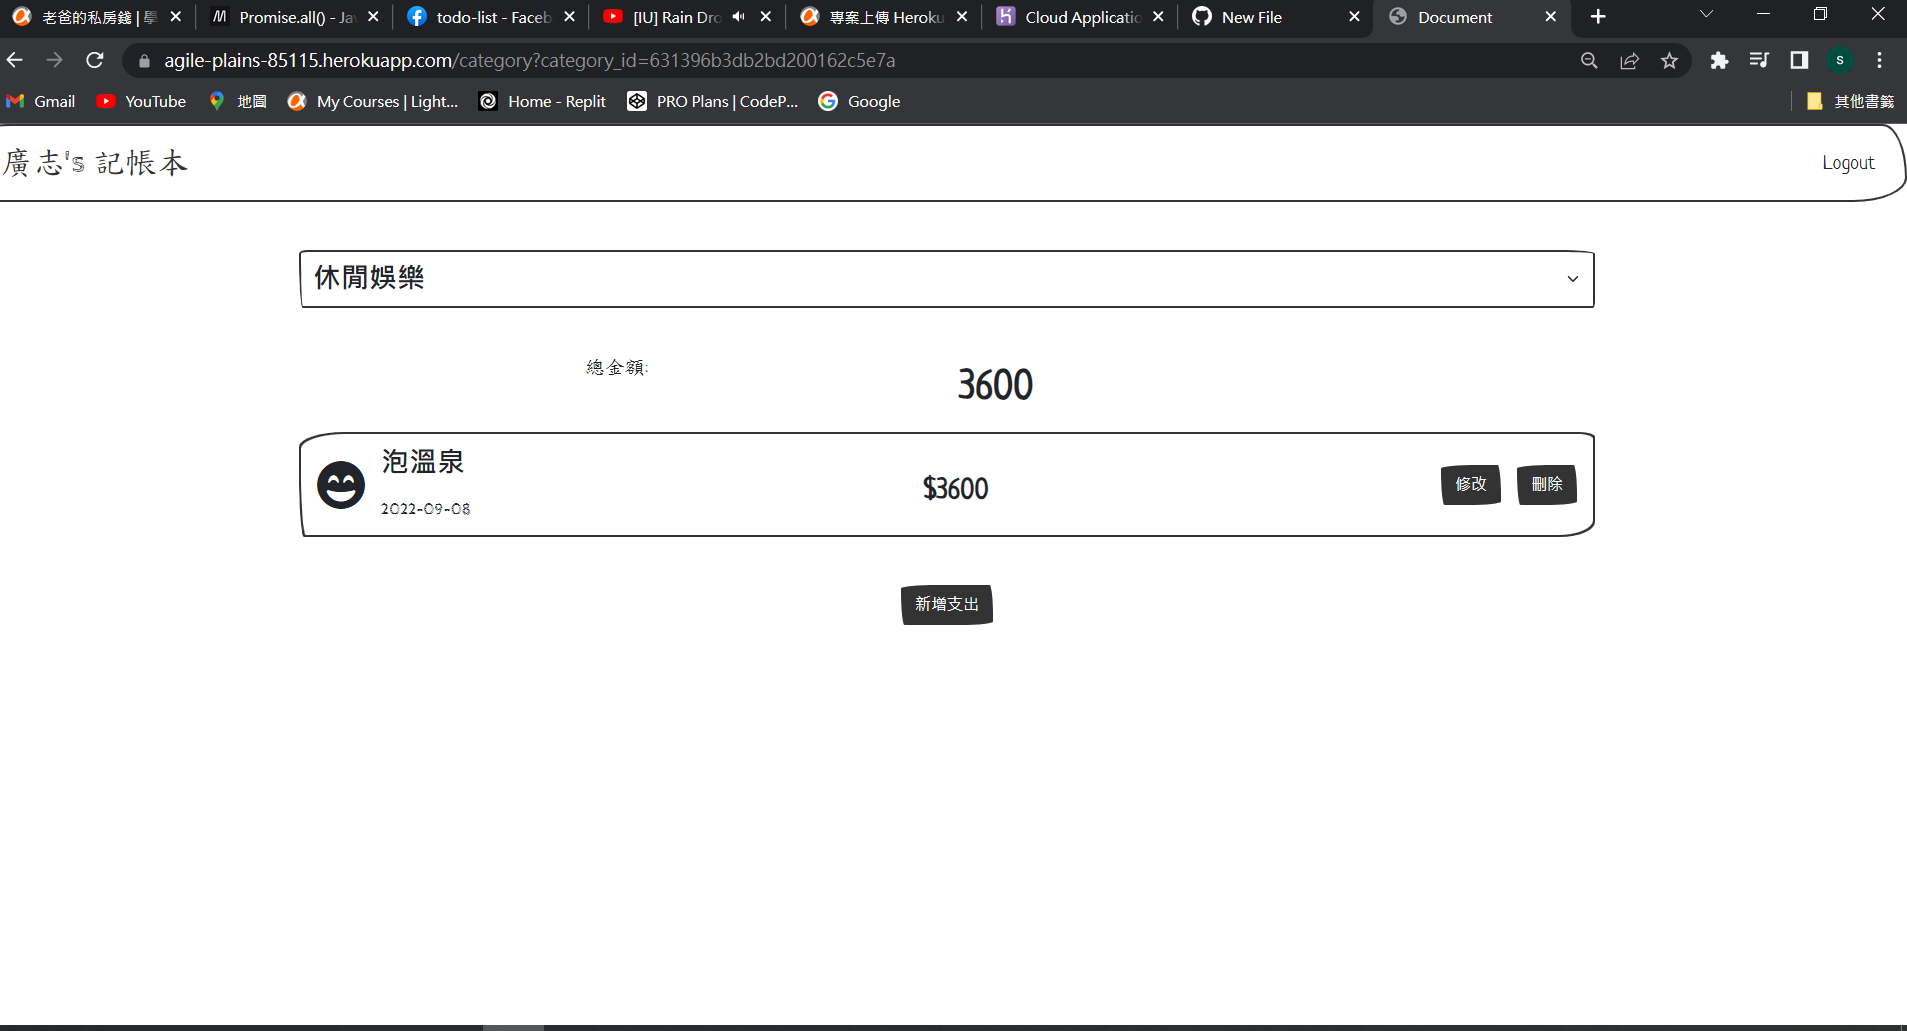 老爸的私房錢 | 學
Promise.all() - Jav
todo-list - Faceb
[IU] Rain Dro
專案上傳 Heroku
Cloud Applicatio
New File
Document
agile-plains-85115.herokuapp.com/category?category_id=631396b3db2bd200162c5e7a
S
Gmail
YouTube
地圖
My Courses | Light...
Home - Replit
PRO Plans | CodeP...
Google
其他書籤
廣志's 記帳本
Logout
休閒娛樂
總金額:
3600
泡溫泉
2022-09-08
$3600
修改
刪除
新增支出